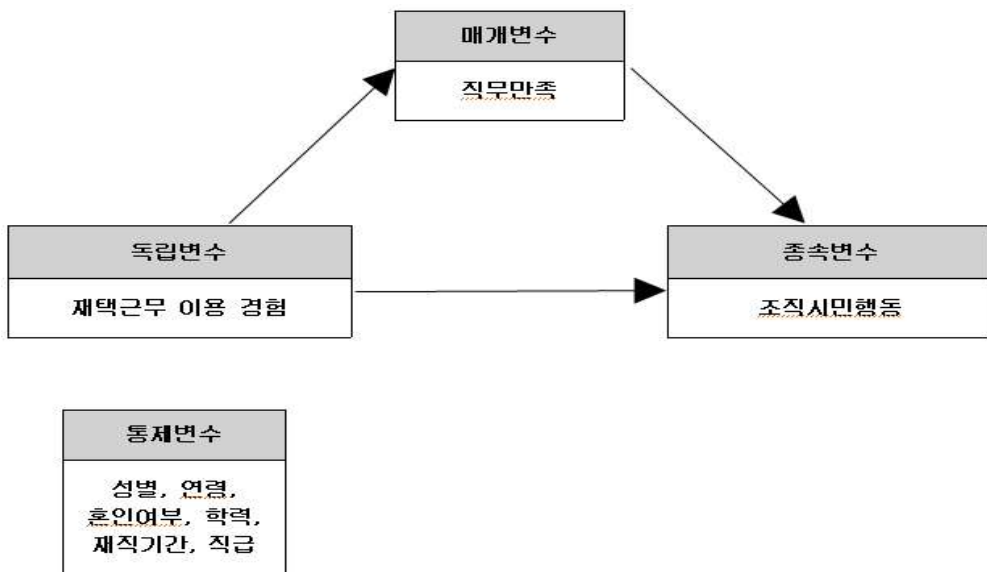 매개변수
직무만족
독립변수
재택근무 이용 경험
종속변수
조직시민행동
통제변수
성별, 연령,
혼인여부, 학력,
재직기간, 직급